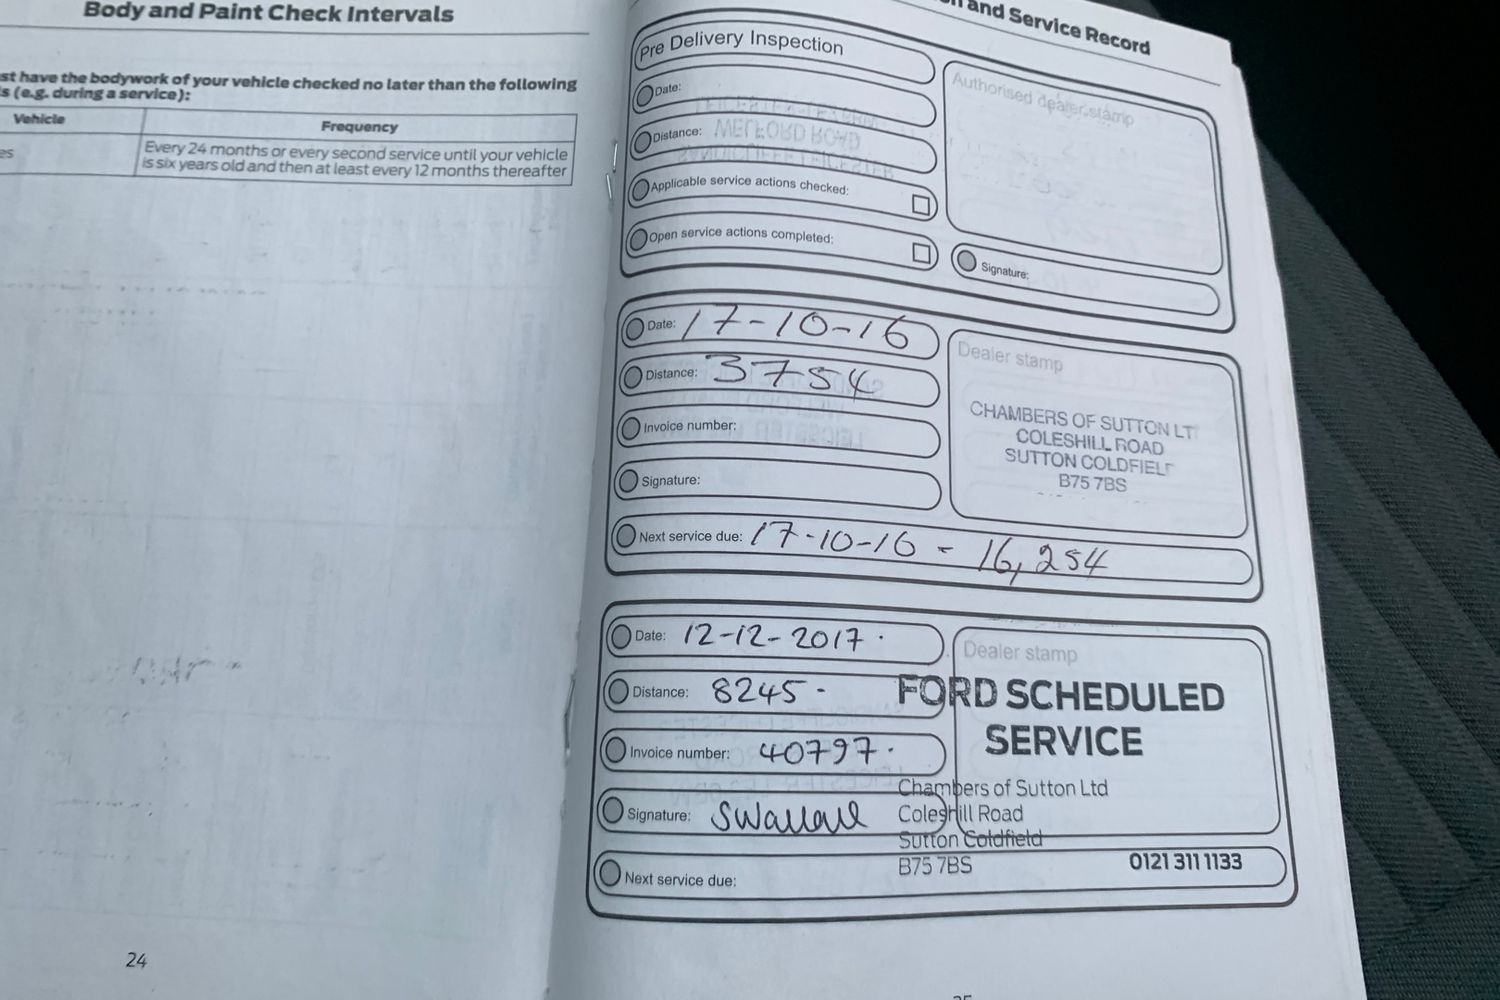 Body and Paint Check Intervals
st have the bodywork of your vehicle checked no later than the following
s (e.g. during a service):
Vehicle
Frequency
es
Every 24 months or every second service until your vehicle
is six years old and then at least every 12 months thereafter
24
and Service Record
Pre Delivery Inspection
Date:
Distance:
Applicable service actions checked:
Open service actions completed:
Authorised dealer stamp
Signature:
Date: 17-10-16
Distance: 3754
Invoice number:
Signature:
Next service due: 17-10-16 - 16,254
Dealer stamp
CHAMBERS OF SUTTON LT
COLESHILL ROAD
SUTTON COLDFIELD
B75 7BS
Date: 12-12-2017.
Distance: 8245-
Invoice number: 40797.
Signature:
Next service due:
Dealer stamp
FORD SCHEDULED
SERVICE
Chambers of Sutton Ltd
Coleshill Road
Sutton Coldfield
B75 7BS
0121 311 1133